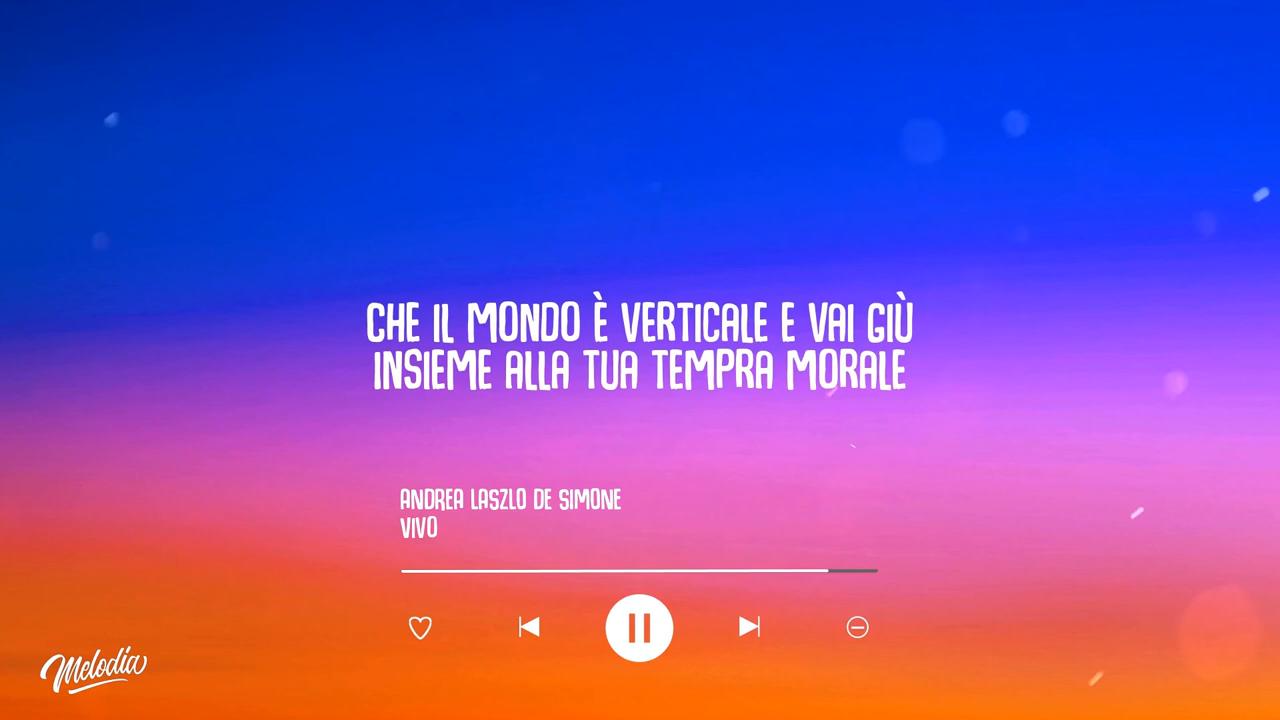 CHE IL MONDO È VERTICALE E VAI GIÙ
INSIEME ALLA TUA TEMPRA MORALE
ANDREA LASZLO DE SIMONE
VIVO
Melodia